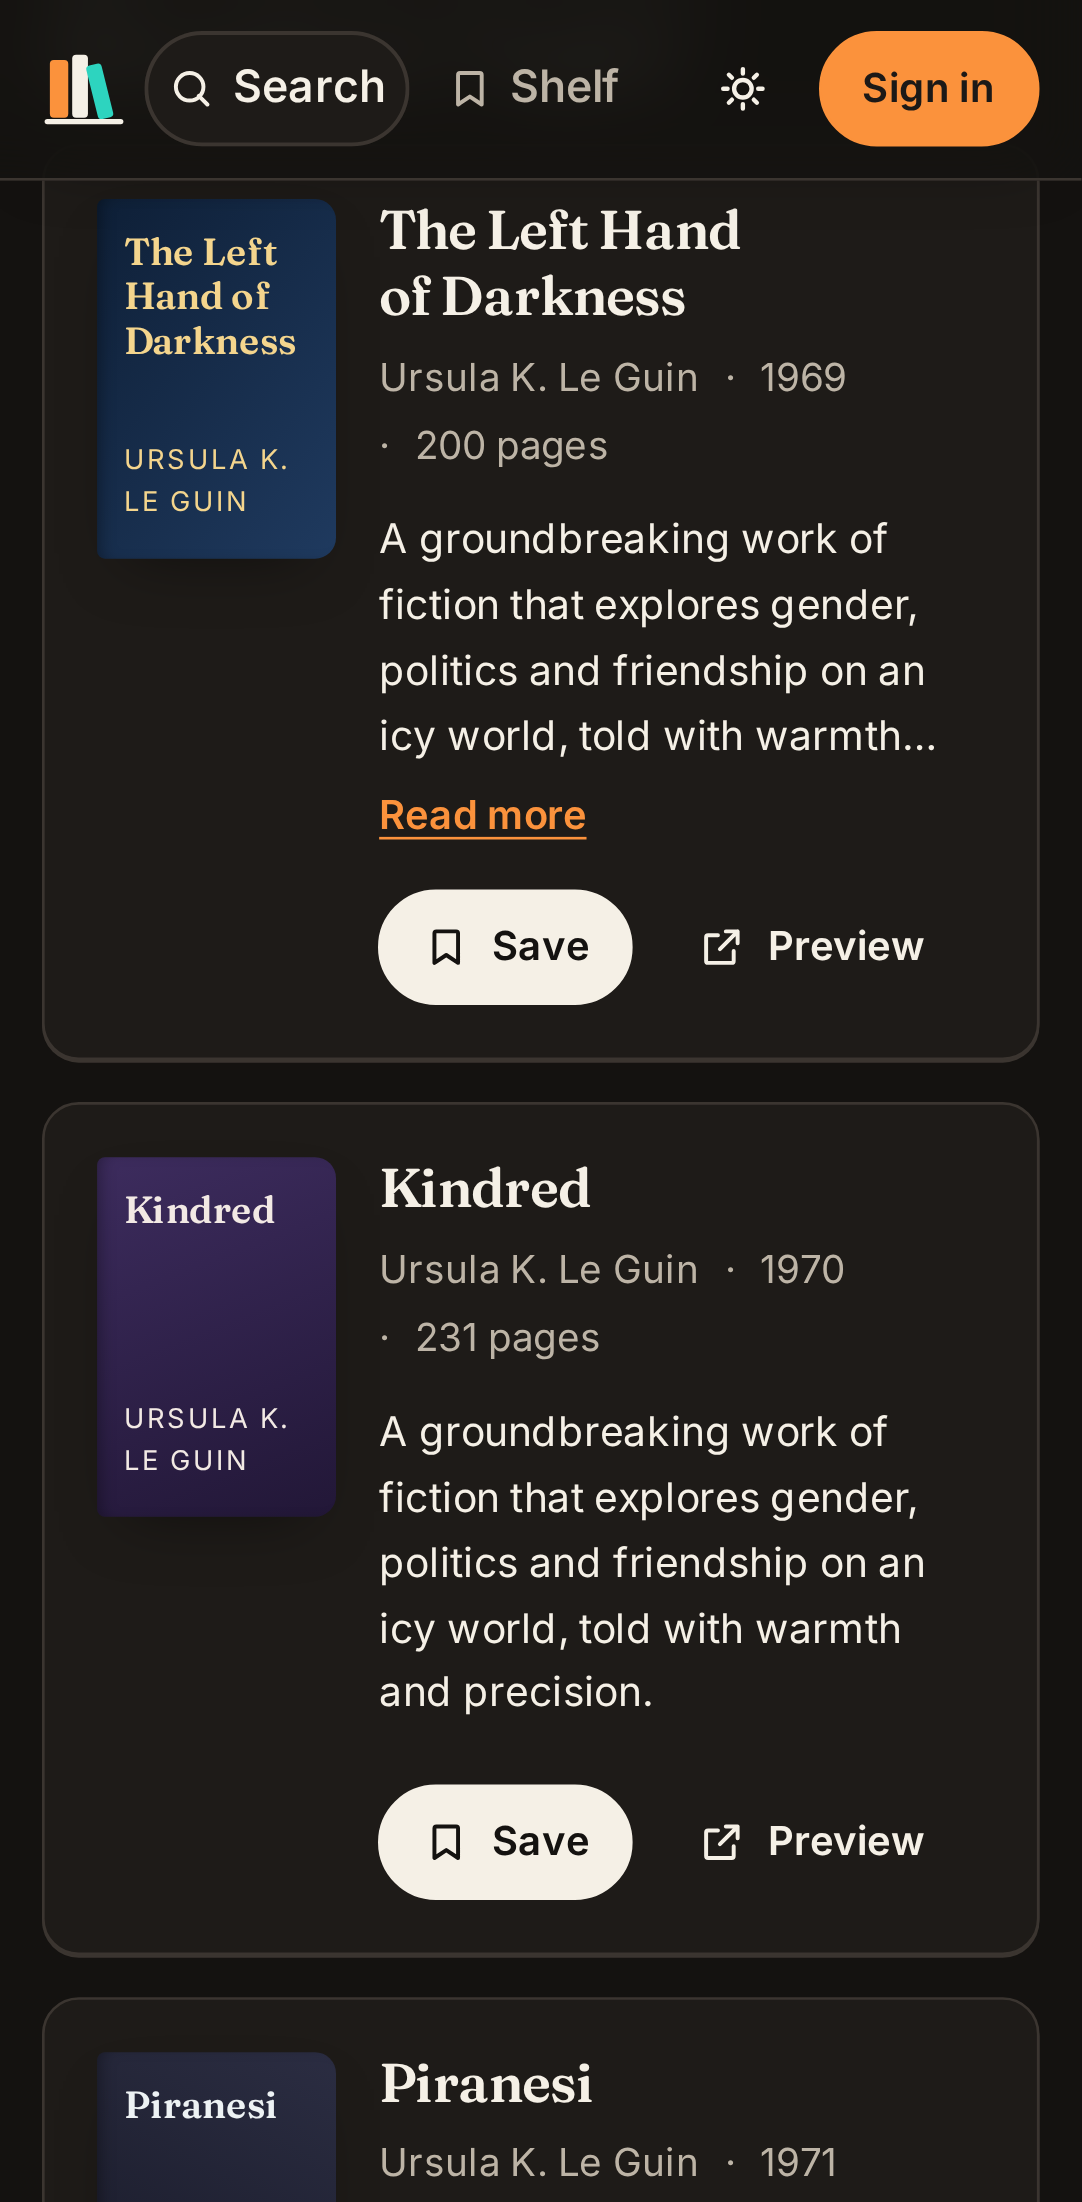 Search
Shelf
Sign in
The Left
Hand of
Darkness
URSULA K.
LE GUIN
The Left Hand
of Darkness
Ursula K. Le Guin · 1969
· 200 pages
A groundbreaking work of
fiction that explores gender,
politics and friendship on an
icy world, told with warmth...
Read more
Save
Preview
Kindred
URSULA K.
LE GUIN
Kindred
Ursula K. Le Guin · 1970
· 231 pages
A groundbreaking work of
fiction that explores gender,
politics and friendship on an
icy world, told with warmth
and precision.
Save
Preview
Piranesi
Piranesi
Ursula K. Le Guin · 1971